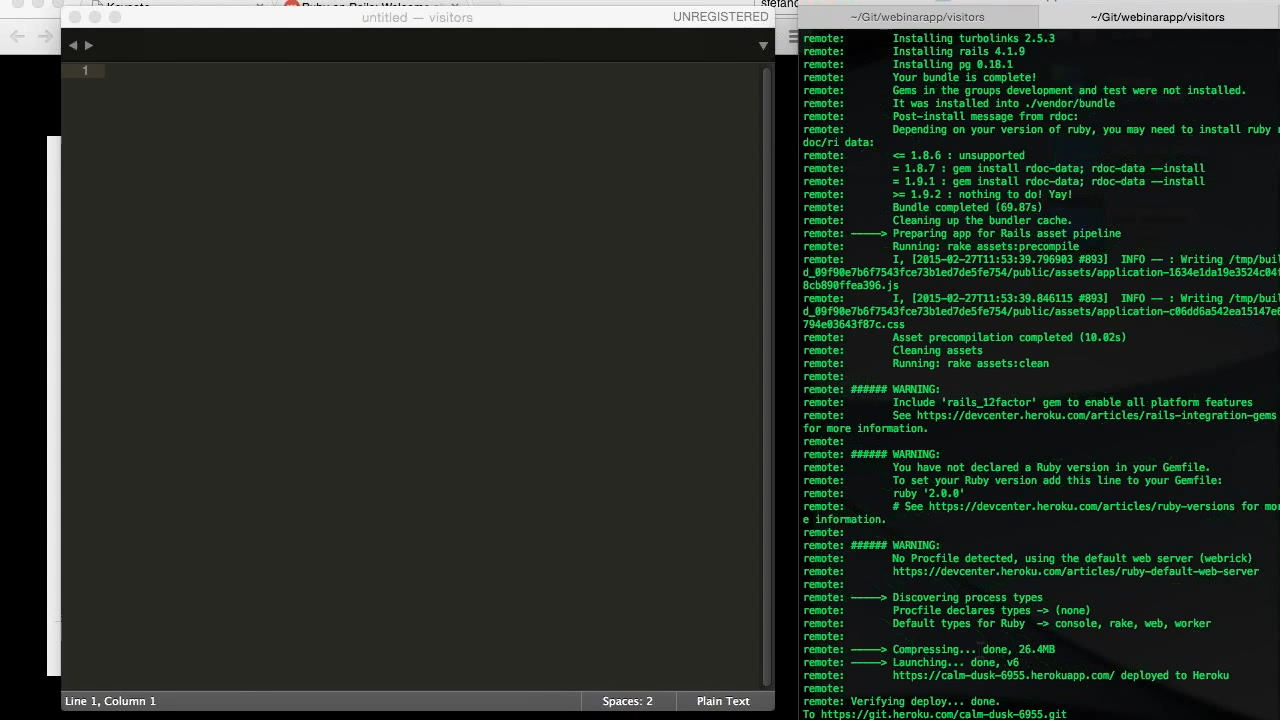 Keynote
Ruby on Rails: Welcome
stefano
untitled — visitors
UNREGISTERED
1
Line 1, Column 1
Spaces: 2
Plain Text
~/Git/webinarapp/visitors
~/Git/webinarapp/visitors
remote: Installing turbolinks 2.5.3
remote: Installing rails 4.1.9
remote: Installing pg 0.18.1
remote: Your bundle is complete!
remote: Gems in the groups development and test were not installed.
remote: It was installed into ./vendor/bundle
remote: Post-install message from rdoc:
remote: Depending on your version of ruby, you may need to install ruby r
doc/ri data:
remote: <= 1.8.6 : unsupported
remote: = 1.8.7 : gem install rdoc-data; rdoc-data --install
remote: = 1.9.1 : gem install rdoc-data; rdoc-data --install
remote: >= 1.9.2 : nothing to do! Yay!
remote: Bundle completed (69.87s)
remote: Cleaning up the bundler cache.
remote: -----> Preparing app for Rails asset pipeline
remote: Running: rake assets:precompile
remote: I, [2015-02-27T11:53:39.796903 #893] INFO -- : Writing /tmp/buil
d_09f90e7b6f7543fce73b1ed7de5fe754/public/assets/application-1634e1da19e3524c04f
8cb890ffea396.js
remote: I, [2015-02-27T11:53:39.846115 #893] INFO -- : Writing /tmp/buil
d_09f90e7b6f7543fce73b1ed7de5fe754/public/assets/application-c06dd6a542ea15147e6
794e03643f87c.css
remote: Asset precompilation completed (10.02s)
remote: Cleaning assets
remote: Running: rake assets:clean
remote:
remote: ###### WARNING:
remote: Include 'rails_12factor' gem to enable all platform features
remote: See https://devcenter.heroku.com/articles/rails-integration-gems
for more information.
remote:
remote: ###### WARNING:
remote: You have not declared a Ruby version in your Gemfile.
remote: To set your Ruby version add this line to your Gemfile:
remote: ruby '2.0.0'
remote: # See https://devcenter.heroku.com/articles/ruby-versions for mor
e information.
remote:
remote: ###### WARNING:
remote: No Procfile detected, using the default web server (webrick)
remote: https://devcenter.heroku.com/articles/ruby-default-web-server
remote:
remote: -----> Discovering process types
remote: Procfile declares types -> (none)
remote: Default types for Ruby -> console, rake, web, worker
remote:
remote: -----> Compressing... done, 26.4MB
remote: -----> Launching... done, v6
remote: https://calm-dusk-6955.herokuapp.com/ deployed to Heroku
remote:
remote: Verifying deploy... done.
To https://git.heroku.com/calm-dusk-6955.git